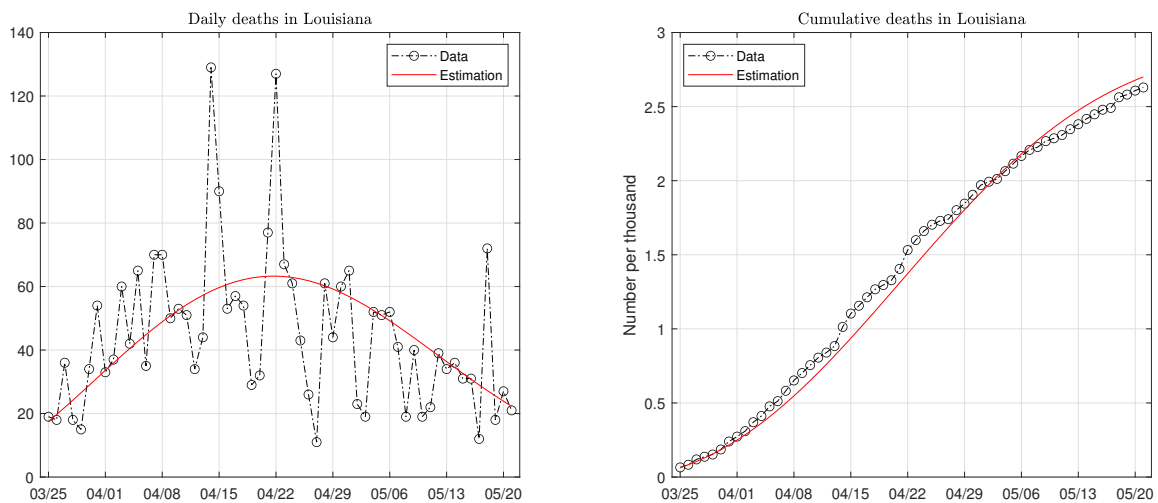 Daily deaths in Louisiana
140
120
100
80
60
40
20
0
03/25 04/01 04/08 04/15 04/22 04/29 05/06 05/13 05/20
Data
Estimation
Cumulative deaths in Louisiana
Number per thousand
3
2.5
2
1.5
1
0.5
0
03/25 04/01 04/08 04/15 04/22 04/29 05/06 05/13 05/20
Data
Estimation